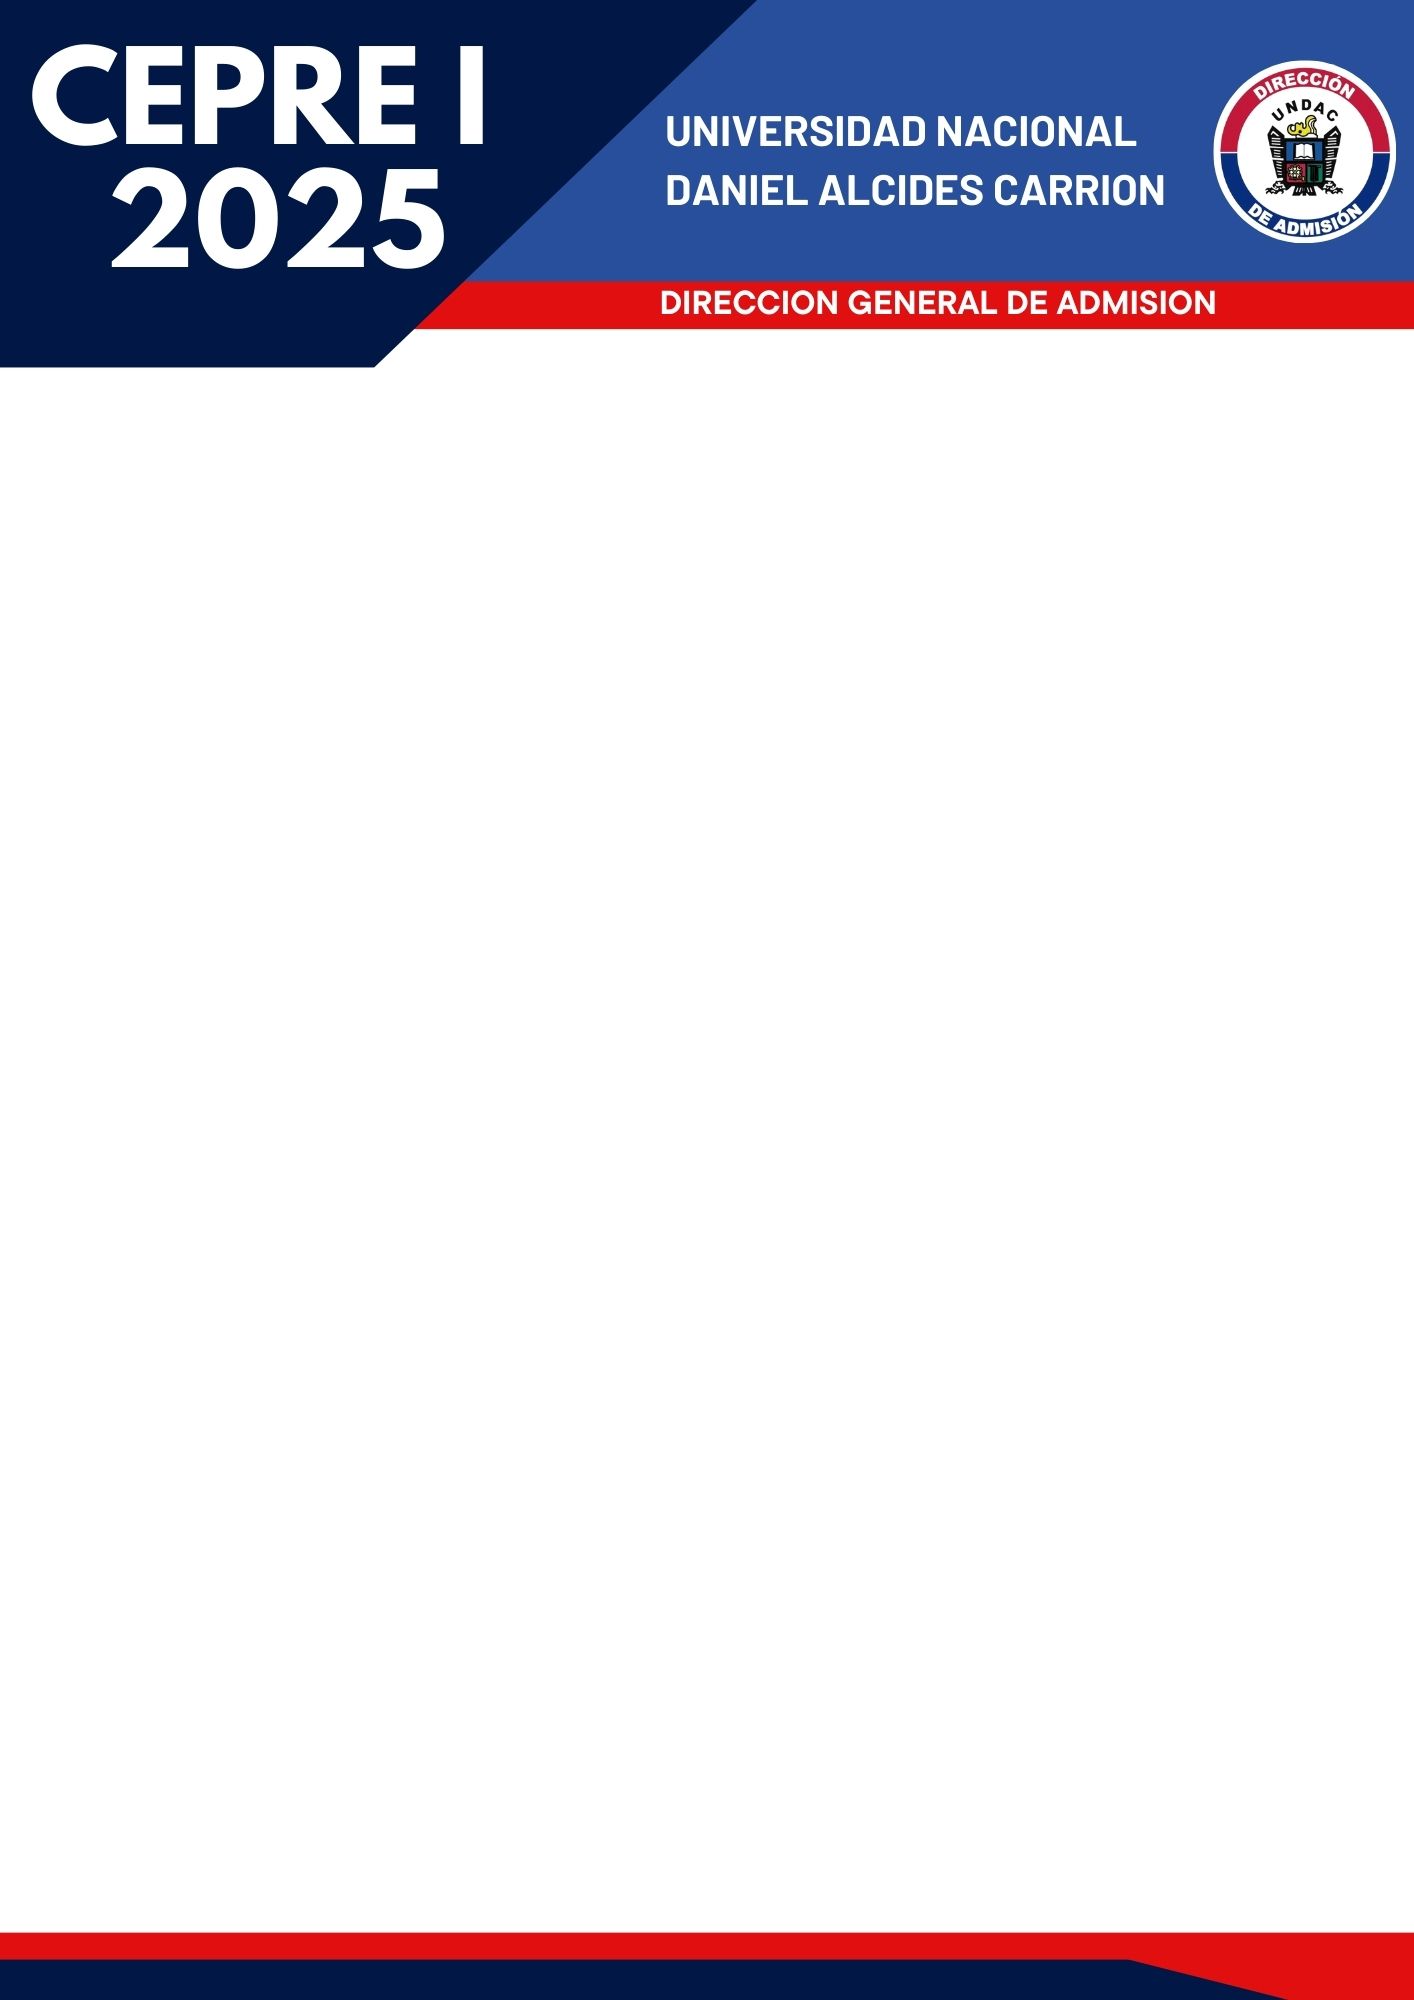 CEPRE I
2025
UNIVERSIDAD NACIONAL
DANIEL ALCIDES CARRION
DIRECCIÓN
UNDAC
DE ADMISIÓN
DIRECCION GENERAL DE ADMISION